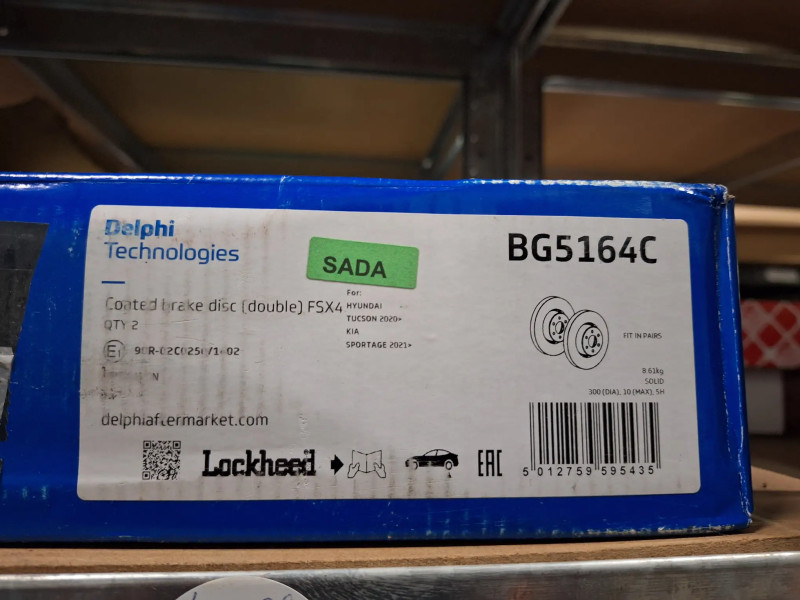 Delphi
Technologies
SADA
BG5164C
Coated brake disc (double) FSX4
QTY 2
For:
HYUNDAI
TUCSON 2020>
KIA
SPORTAGE 2021>
FIT IN PAIRS
E1
8.61kg
SOLID
300 (DIA), 10 (MAX), 5H
delphiaftermarket.com
Lockheed
EAC
5 012759 595435